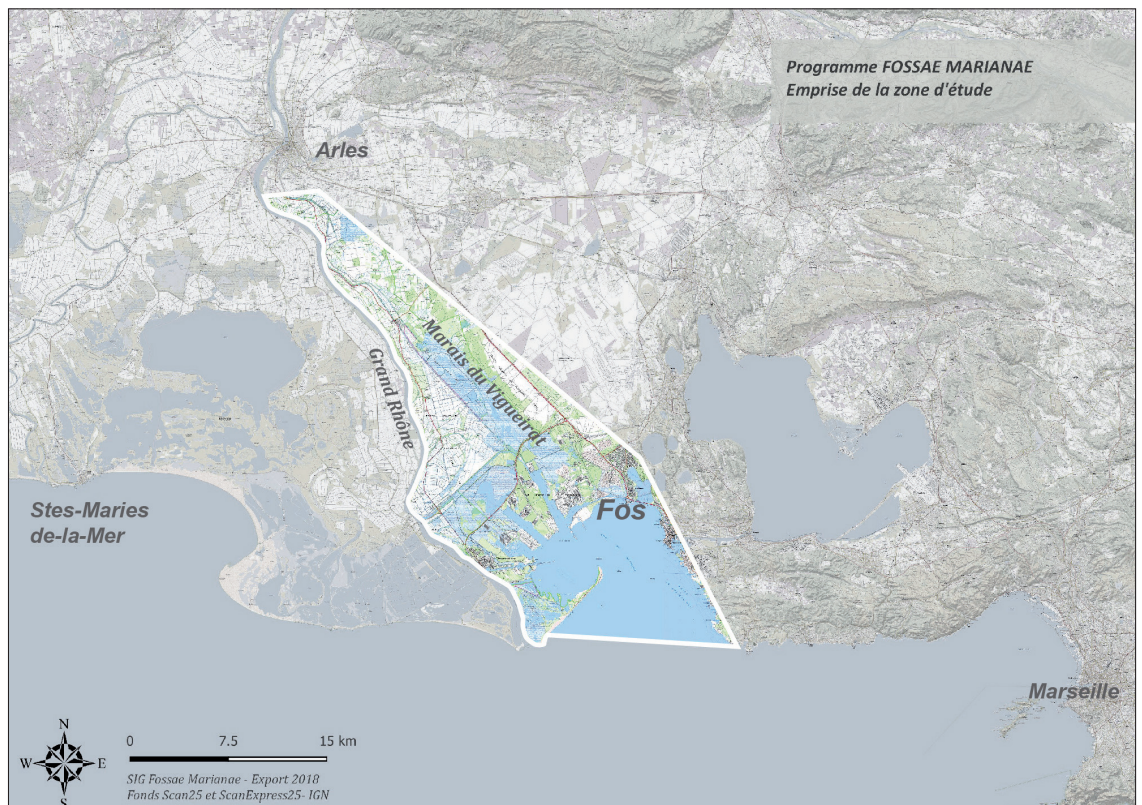 Programme FOSSAE MARIANAE
Emprise de la zone d'étude
Arles
Marais du Vigueirat
Grand Rhône
Fos
Stes-Maries
de-la-Mer
Marseille
N
W E
S
0 7.5 15 km
SIG Fossae Marianae - Export 2018
Fonds Scan25 et ScanExpress25- IGN